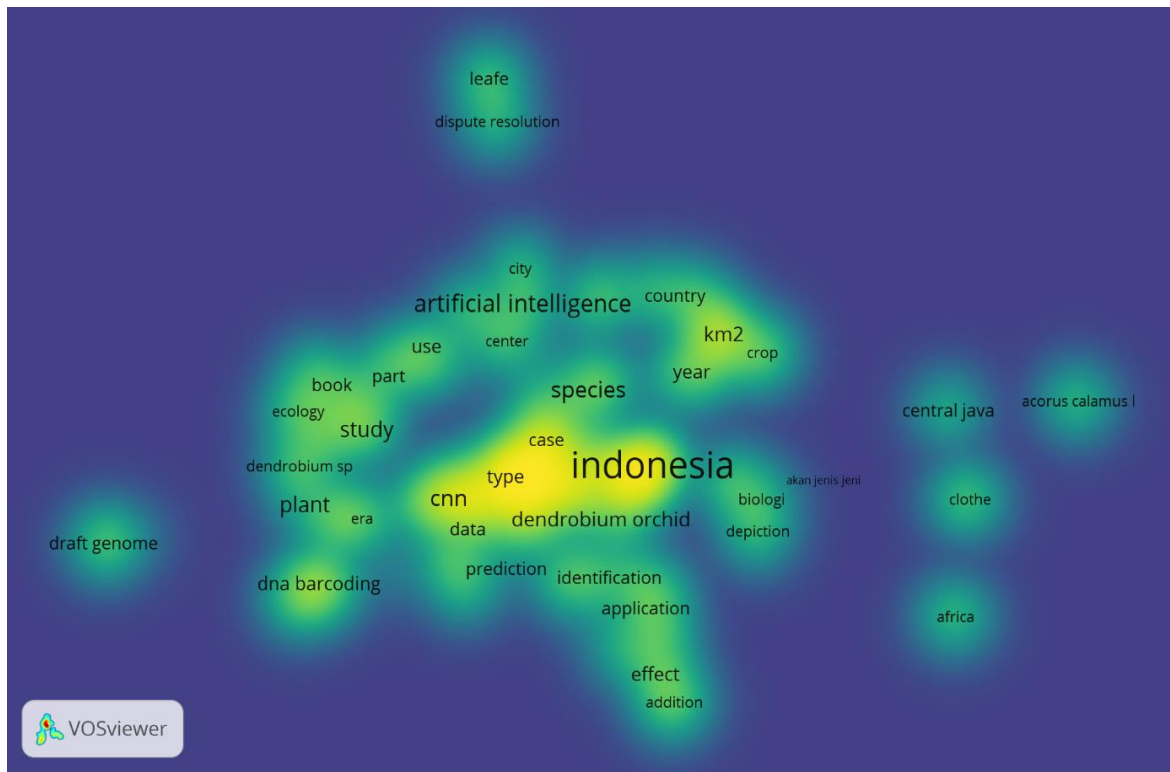 leafe
dispute resolution
city
artificial intelligence
country
km2
crop
center
use
year
part
book
species
ecology
study
case
central java
acorus calamus l
indonesia
dendrobium sp
type
akan jenis jeni
cnn
biologi
clothe
plant
era
data
dendrobium orchid
depiction
draft genome
prediction
identification
dna barcoding
application
africa
effect
addition
VOSviewer